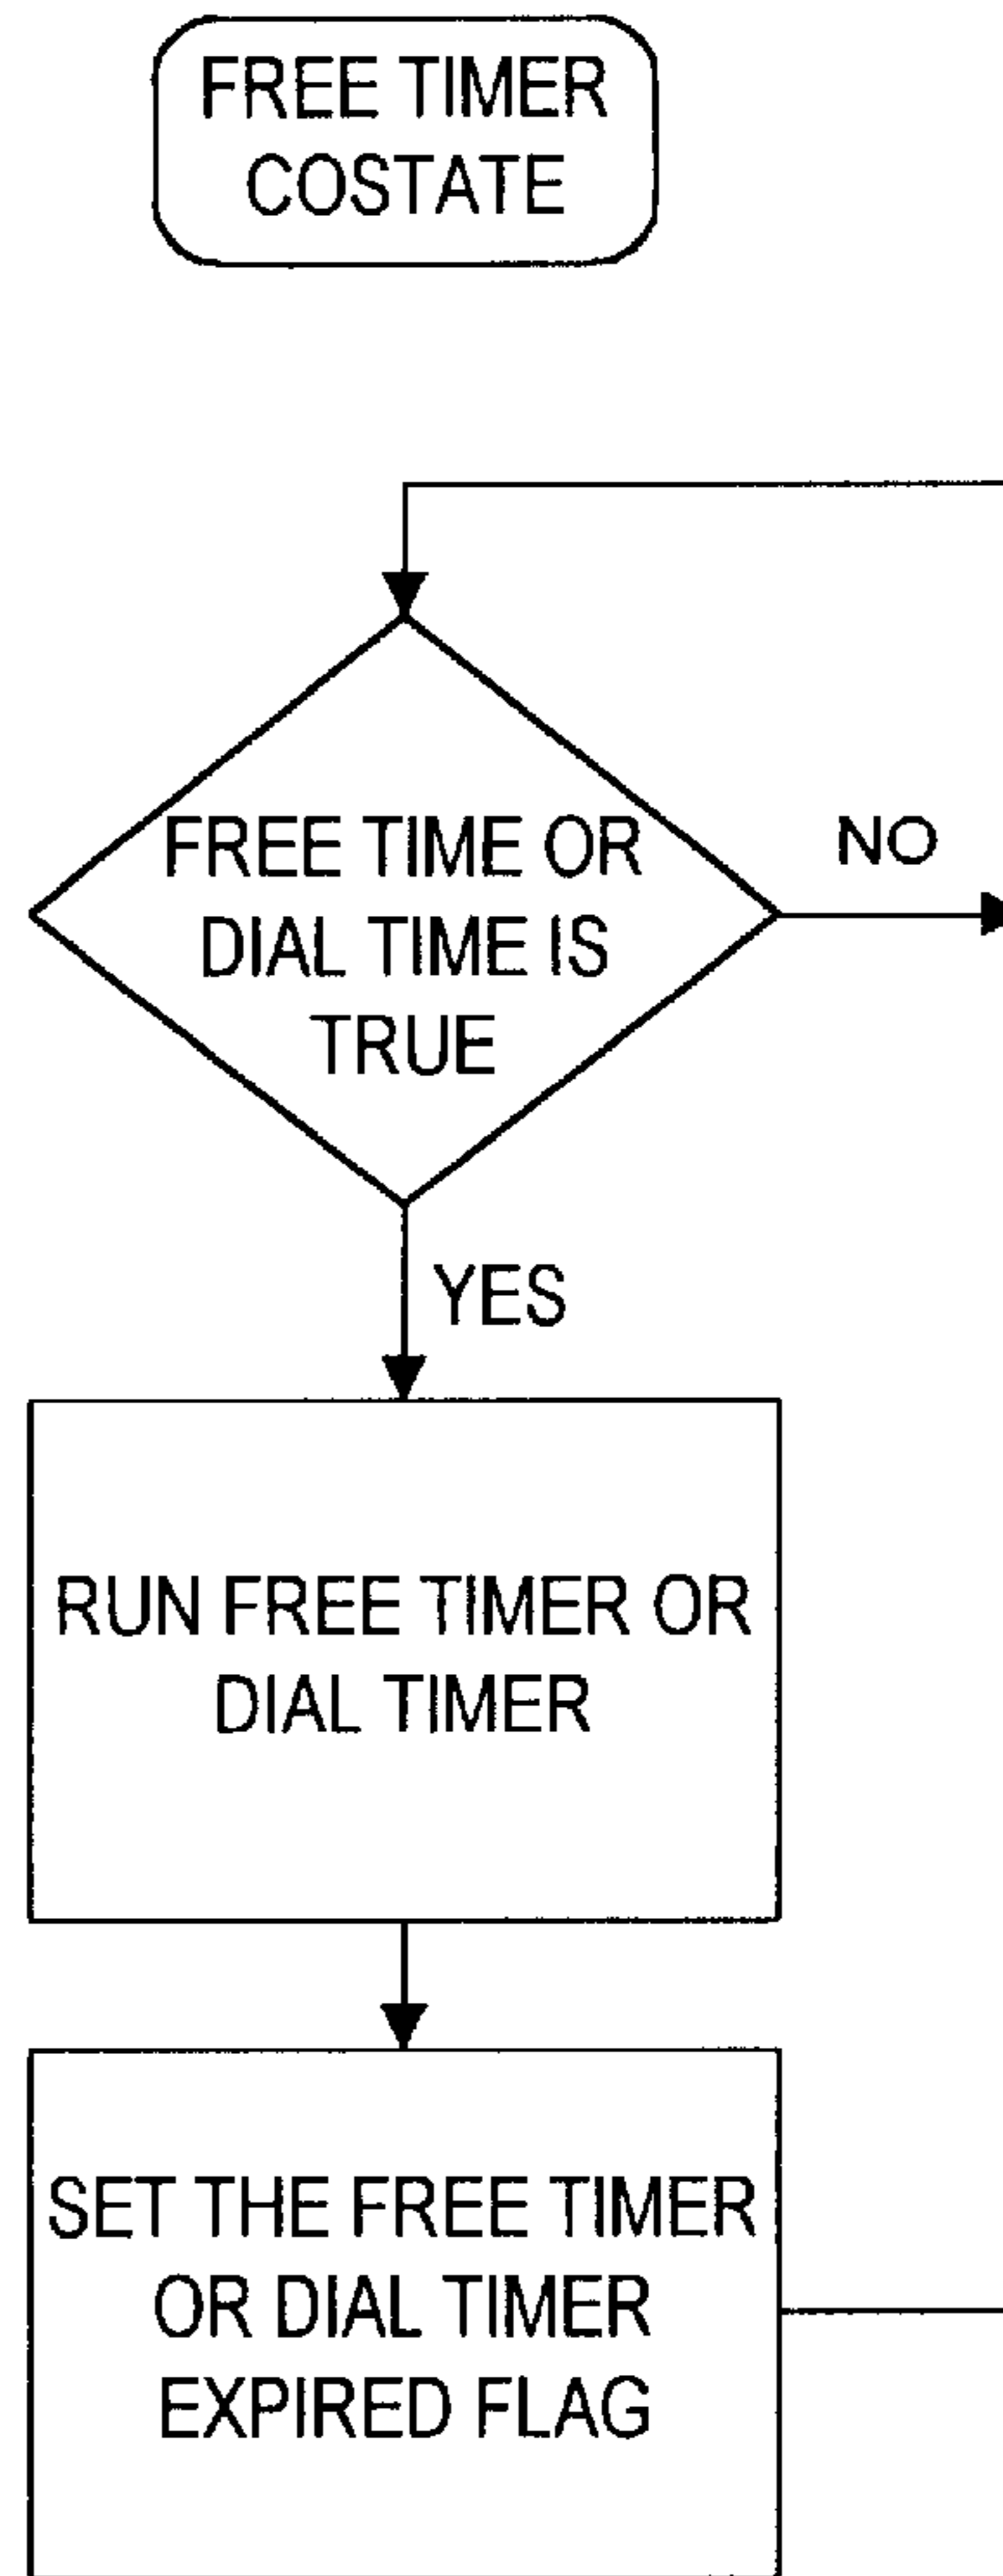 FREE TIMER
COSTATE
FREE TIME OR
DIAL TIME IS
TRUE
NO
YES
RUN FREE TIMER OR
DIAL TIMER
SET THE FREE TIMER
OR DIAL TIMER
EXPIRED FLAG